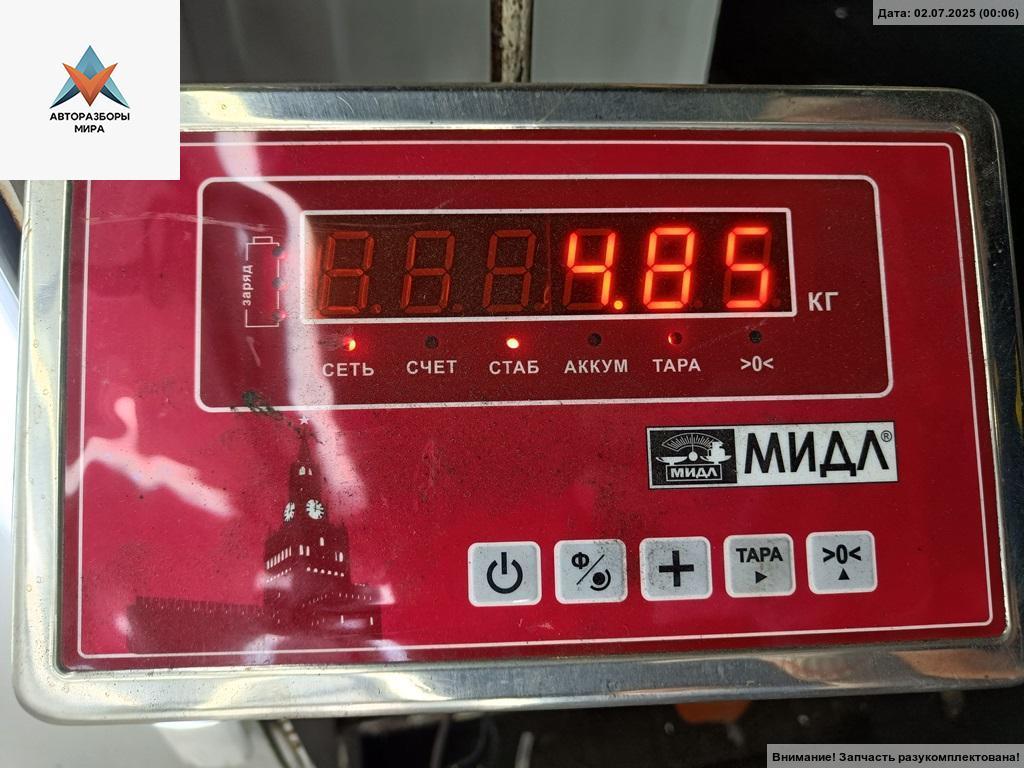 Дата: 02.07.2025 (00:06)
АВТОРАЗБОРЫ
МИРА
заряд
4.85
КГ
СЕТЬ СЧЕТ СТАБ АККУМ ТАРА >0<
МИДЛ МИДЛ®
Ф ТАРА >0<
Внимание! Запчасть разукомплектована!